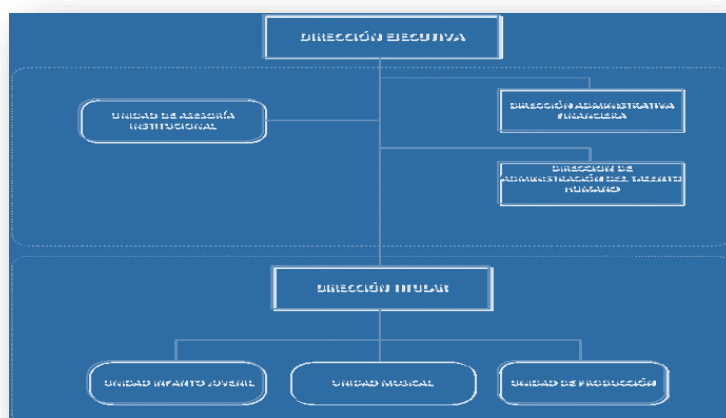 DIRECCIÓN EJECUTIVA
UNIDAD DE ASESORÍA
INSTITUCIONAL
DIRECCIÓN ADMINISTRATIVA
FINANCIERA
DIRECCION DE
ADMINISTRACIÓN DEL TALENTO
HUMANO
DIRECCIÓN TITULAR
UNIDAD INFANTO JUVENIL
UNIDAD MUSICAL
UNIDAD DE PRODUCCIÓN